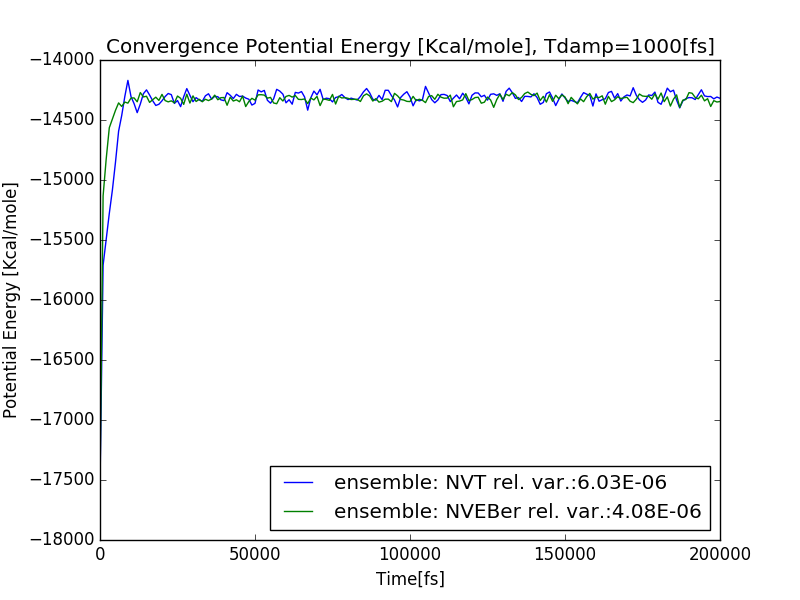 Convergence Potential Energy [Kcal/mole], Tdamp=1000[fs]
Potential Energy [Kcal/mole]
−14000
−14500
−15000
−15500
−16000
−16500
−17000
−17500
−18000
ensemble: NVT rel. var.:6.03E-06
ensemble: NVEBer rel. var.:4.08E-06
0 50000 100000 150000 200000
Time[fs]